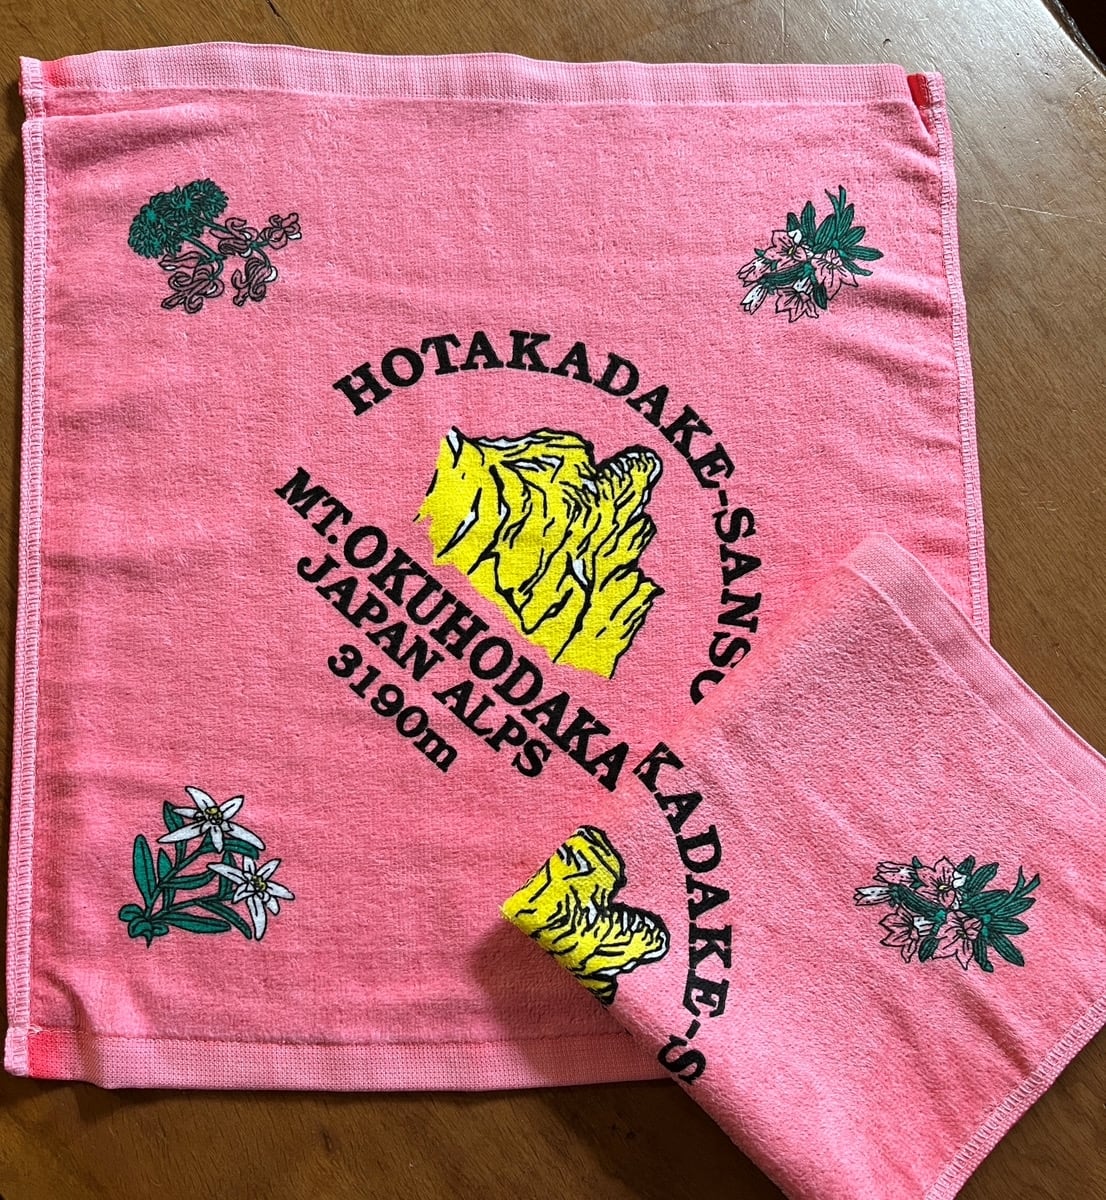 HOTAKADAKE-SANSO
MT.OKUHODAKA
JAPAN ALPS
3190m
KADAKE-S